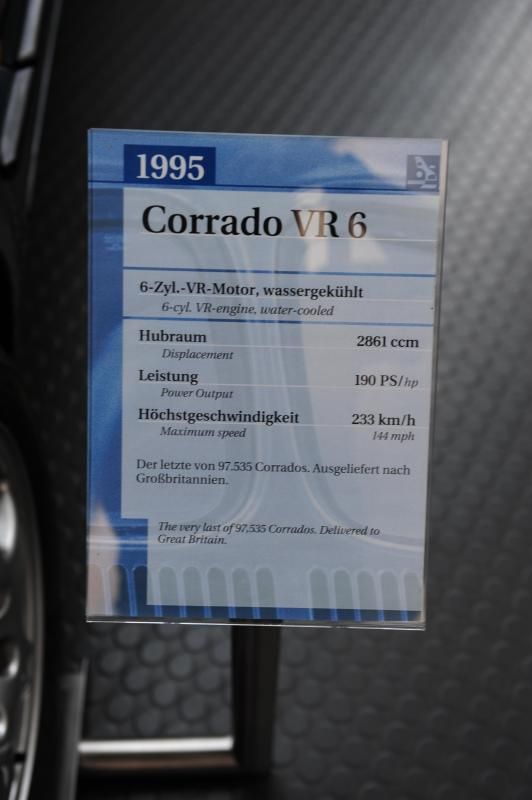 1995
Corrado VR 6
6-Zyl.-VR-Motor, wassergekühlt
6-cyl. VR-engine, water-cooled
Hubraum 2861 ccm
Displacement
Leistung 190 PS/hp
Power Output
Höchstgeschwindigkeit 233 km/h
Maximum speed 144 mph
Der letzte von 97.535 Corrados. Ausgeliefert nach
Großbritannien.
The very last of 97,535 Corrados. Delivered to
Great Britain.